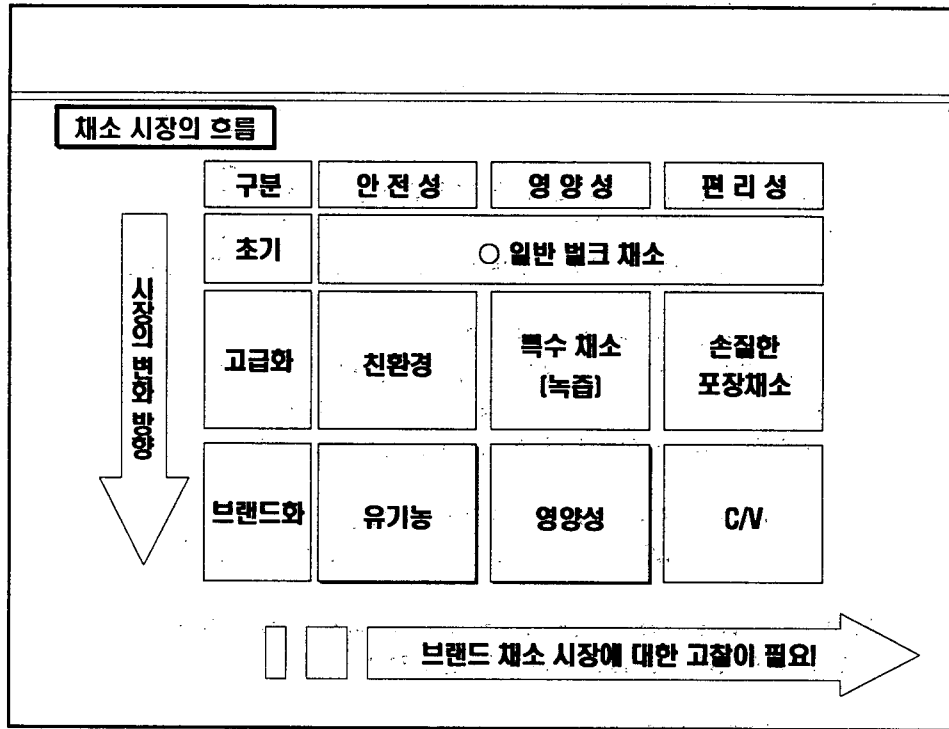 채소 시장의 흐름
구분 안전성 영양성 편리성
초기 ○ 일반 벌크 채소
시장의 변화 방향
고급화 친환경 특수 채소 손질한
(녹즙) 포장채소
브랜드화 유기농 영양성 C/V
브랜드 채소 시장에 대한 고찰이 필요!